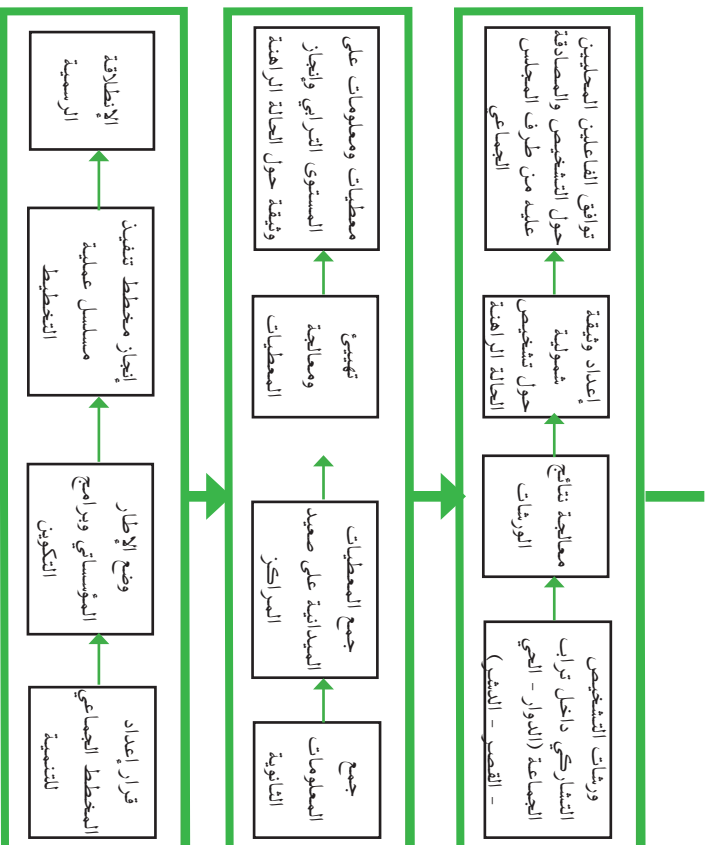 قرار إعداد
المخطط الجماعي
للتنمية
وضع الإطار
المؤسساتي وبرامج
التكوين
إنجاز مخطط تنفيذ
مسلسل عملية
التخطيط
الإنطلاقة
الرسمية
جمع
المعلومات
الثانوية
جمع المعطيات
الميدانية على صعيد
المراكز
تهييئ
ومعالجة
المعطيات
معطيات ومعلومات على
المستوى الترابي وإنجاز
وثيقة حول الحالة الراهنة
ورشات التشخيص
التشاركي داخل تراب
الجماعة (الدوار - الحي
- القصر - الدشر)
معالجة نتائج
الورشات
إعداد وثيقة
شمولية
حول تشخيص
الحالة الراهنة
توافق الفاعلين المحليين
حول التشخيص والمصادقة
عليه من طرف المجلس
الجماعي